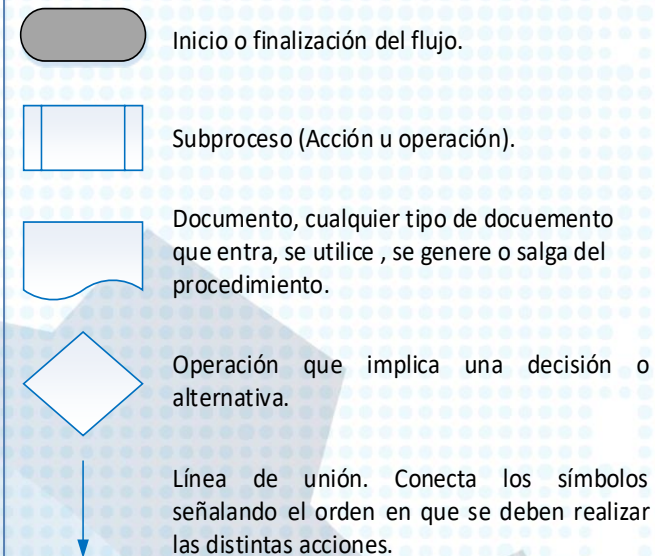 Inicio o finalización del flujo.
Subproceso (Acción u operación).
Documento, cualquier tipo de docuemento
que entra, se utilice , se genere o salga del
procedimiento.
Operación que implica una decisión o
alternativa.
Línea de unión. Conecta los símbolos
señalando el orden en que se deben realizar
las distintas acciones.